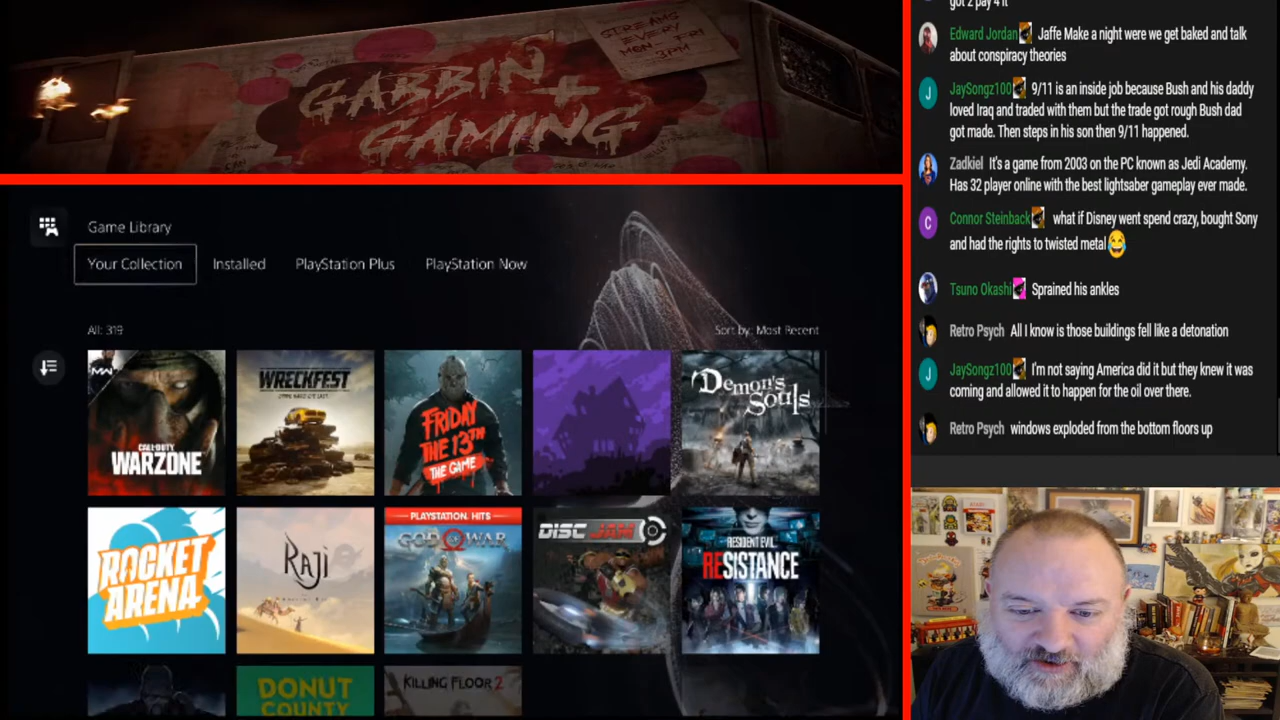 GABBIN
+
GAMING
STREAMS
EVERY
MON - FRI
3PM
Game Library
Your Collection
Installed
PlayStation Plus
PlayStation Now
All: 319
Sort by: Most Recent
MW
CALL OF DUTY
WARZONE
WRECKFEST
FRIDAY
THE 13TH
THE GAME
Demon's
Souls
ROCKET
ARENA
RAJI
PLAYSTATION HITS
GOD OF WAR
DISC JAM
RESIDENT EVIL
RESISTANCE
DONUT
COUNTY
KILLING FLOOR 2
got 2 pay 4 it
Edward Jordan Jaffe Make a night were we get baked and talk
about conspiracy theories
J
JaySongz100 9/11 is an inside job because Bush and his daddy
loved Iraq and traded with them but the trade got rough Bush dad
got made. Then steps in his son then 9/11 happened.
Zadkiel It's a game from 2003 on the PC known as Jedi Academy.
Has 32 player online with the best lightsaber gameplay ever made.
C
Connor Steinback what if Disney went spend crazy, bought Sony
and had the rights to twisted metal😂
Tsuno Okashi Sprained his ankles
Retro Psych All I know is those buildings fell like a detonation
J
JaySongz100 I'm not saying America did it but they knew it was
coming and allowed it to happen for the oil over there.
Retro Psych windows exploded from the bottom floors up